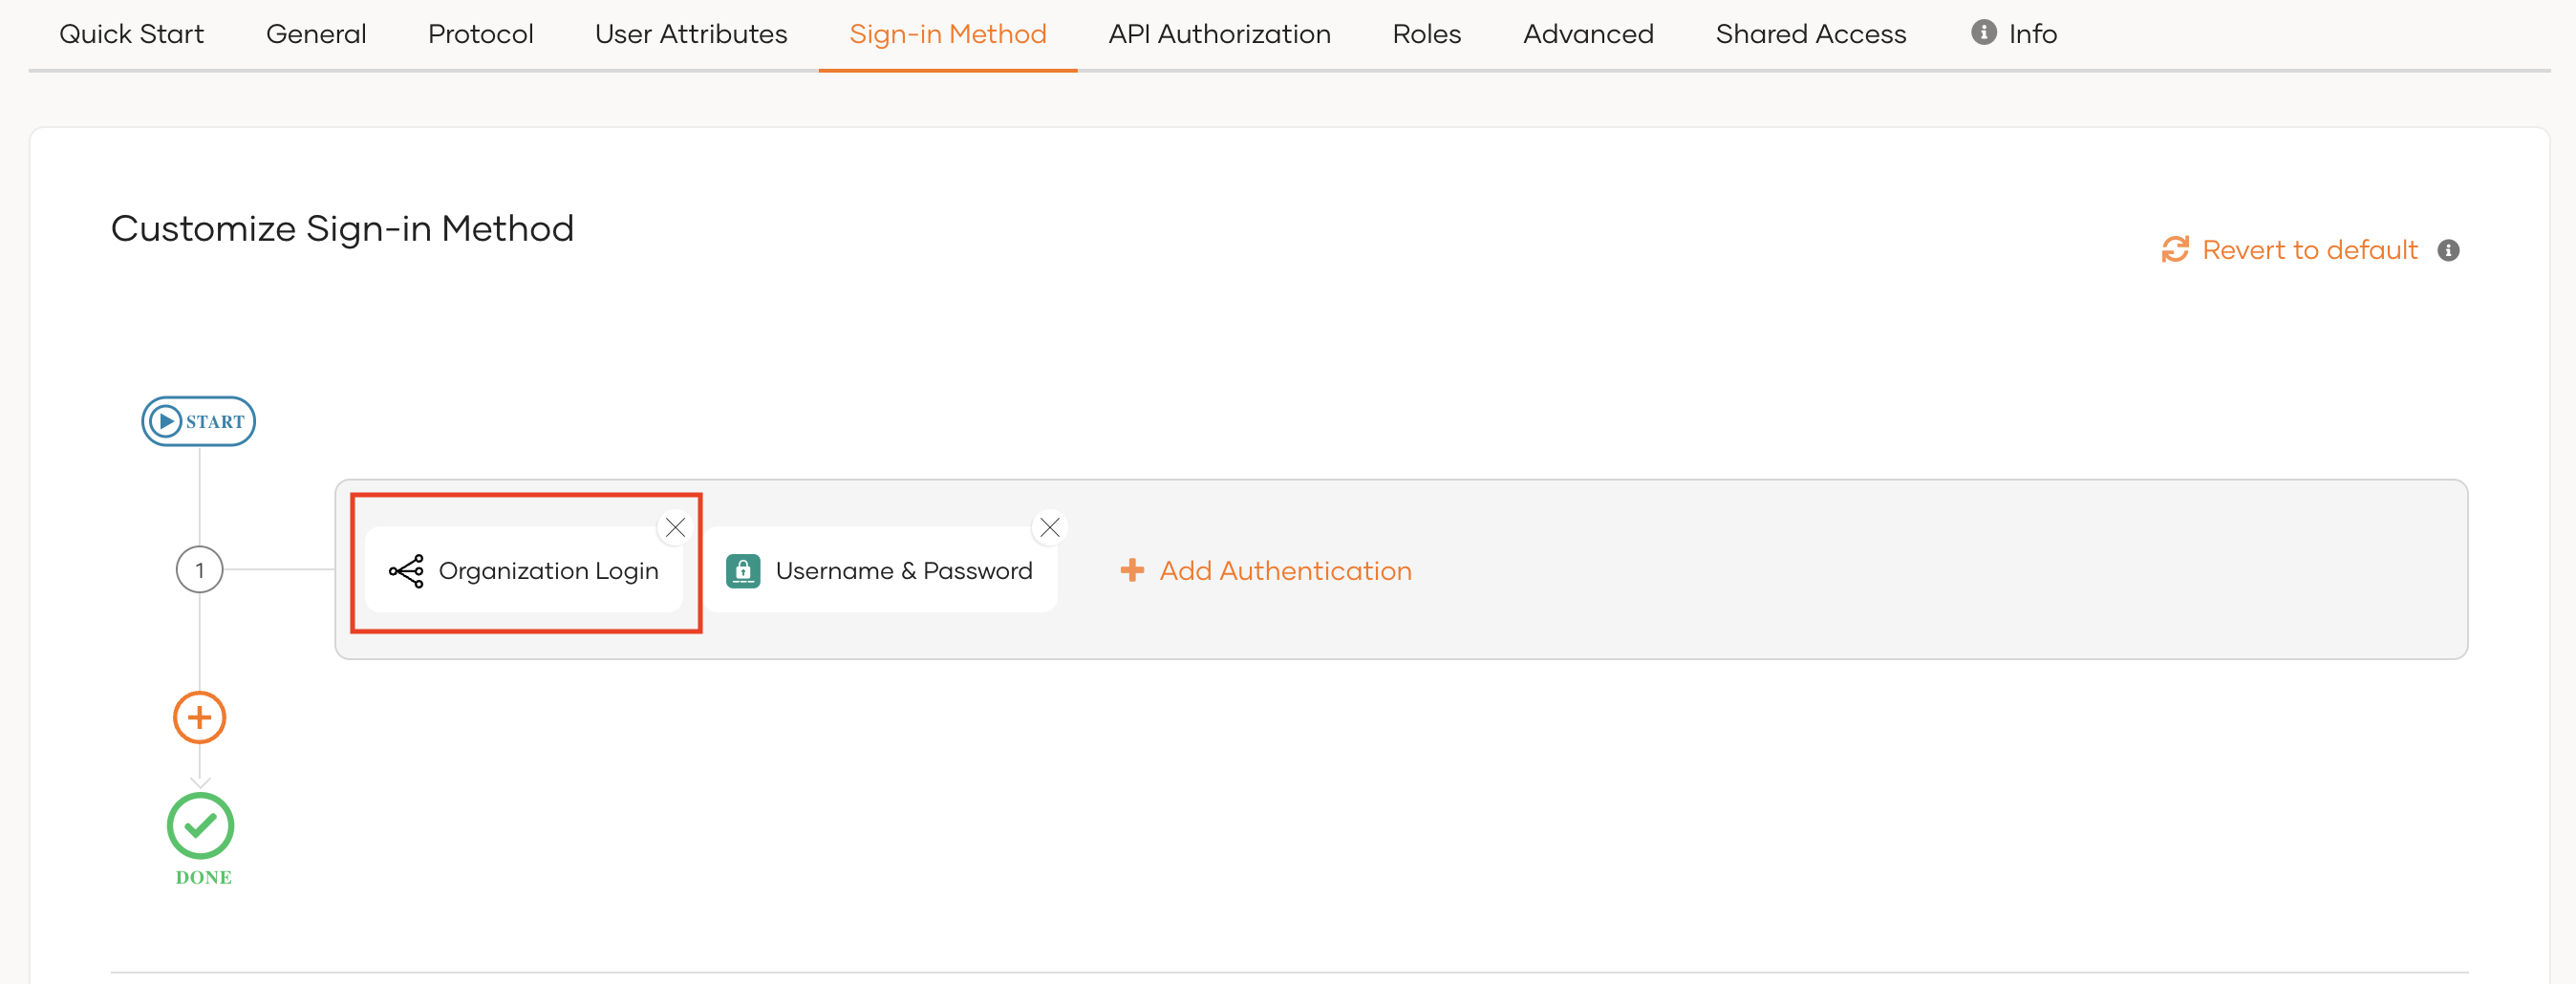 Quick Start General Protocol User Attributes Sign-in Method API Authorization Roles Advanced Shared Access Info
Customize Sign-in Method
Revert to default
START
1 Organization Login Username & Password Add Authentication
DONE